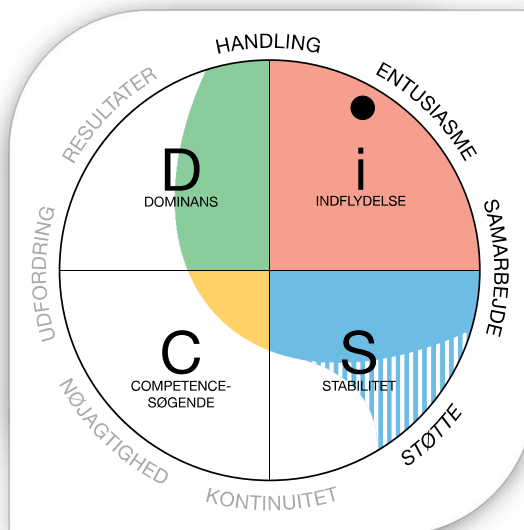 HANDLING
ENTUSIASME
SAMARBEJDE
STØTTE
KONTINUITET
NØJAGTIGHED
UDFORDRING
RESULTATER
D
DOMINANS
i
INDFLYDELSE
C
COMPETENCE-
SØGENDE
S
STABILITET